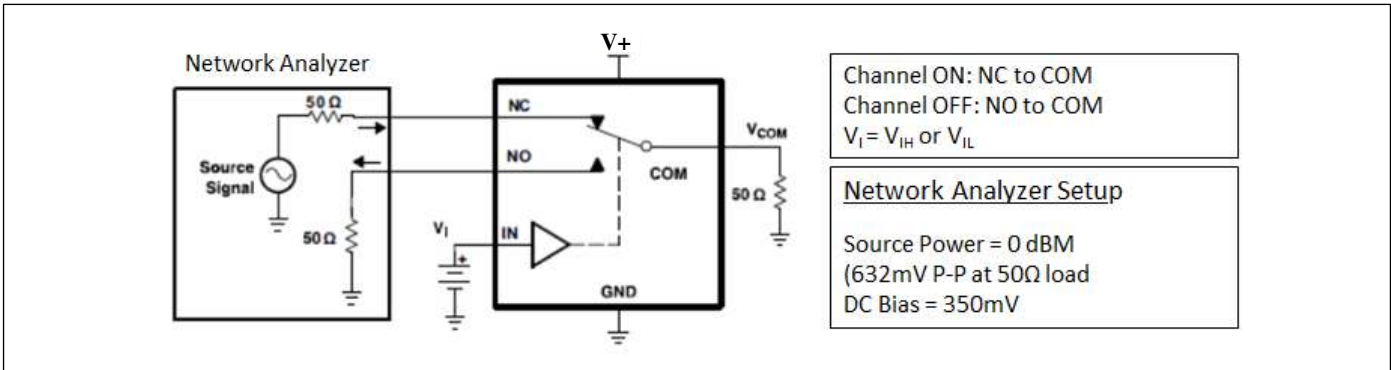 V+
Network Analyzer
50 Ω
NC
NO
Source
Signal
50 Ω
V_I
IN
+
GND
V_COM
COM
50 Ω
Channel ON: NC to COM
Channel OFF: NO to COM
V_I = V_IH or V_IL
Network Analyzer Setup
Source Power = 0 dBM
(632mV P-P at 50Ω load
DC Bias = 350mV